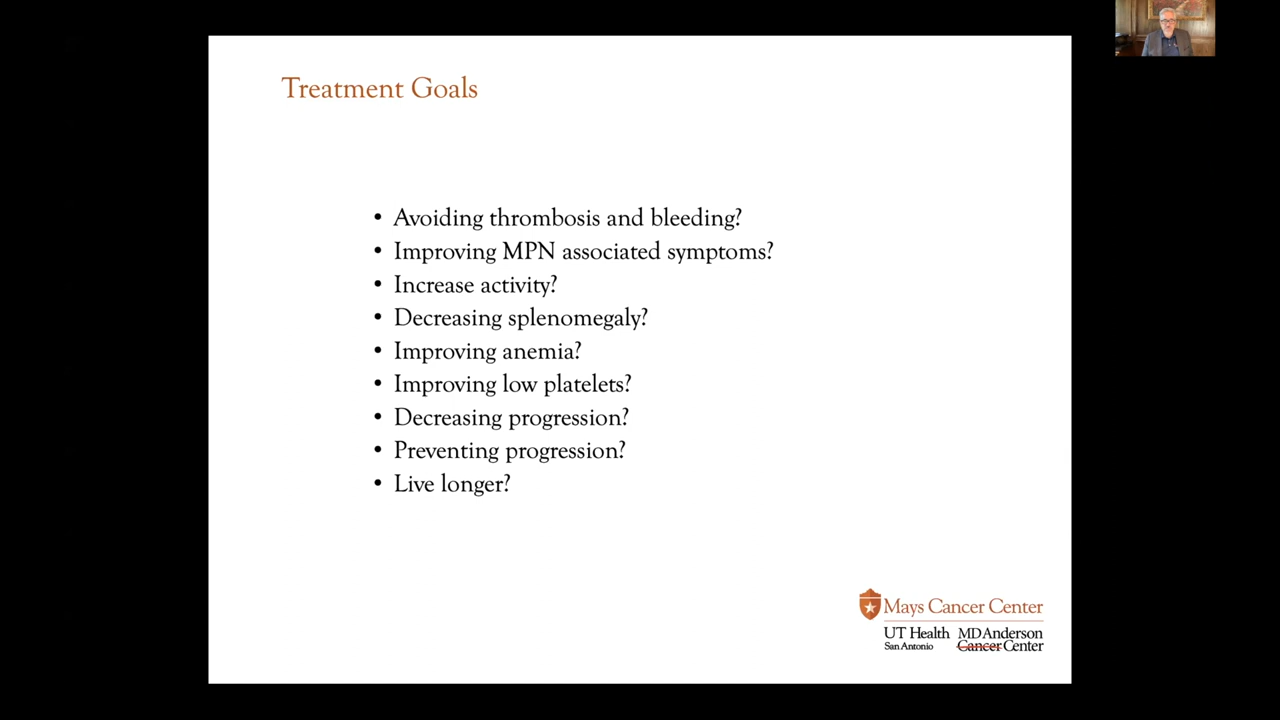 Treatment Goals
• Avoiding thrombosis and bleeding?
• Improving MPN associated symptoms?
• Increase activity?
• Decreasing splenomegaly?
• Improving anemia?
• Improving low platelets?
• Decreasing progression?
• Preventing progression?
• Live longer?
Mays Cancer Center
UT Health MD Anderson
San Antonio Cancer Center